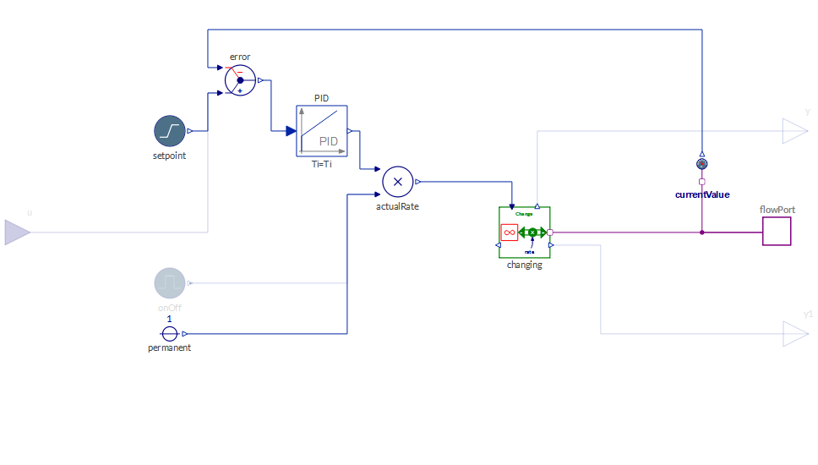 error
PID
PID
Ti=Ti
setpoint
actualRate
currentValue
y
u
flowPort
Change
∞
rate
changing
onOff
1
permanent
y1